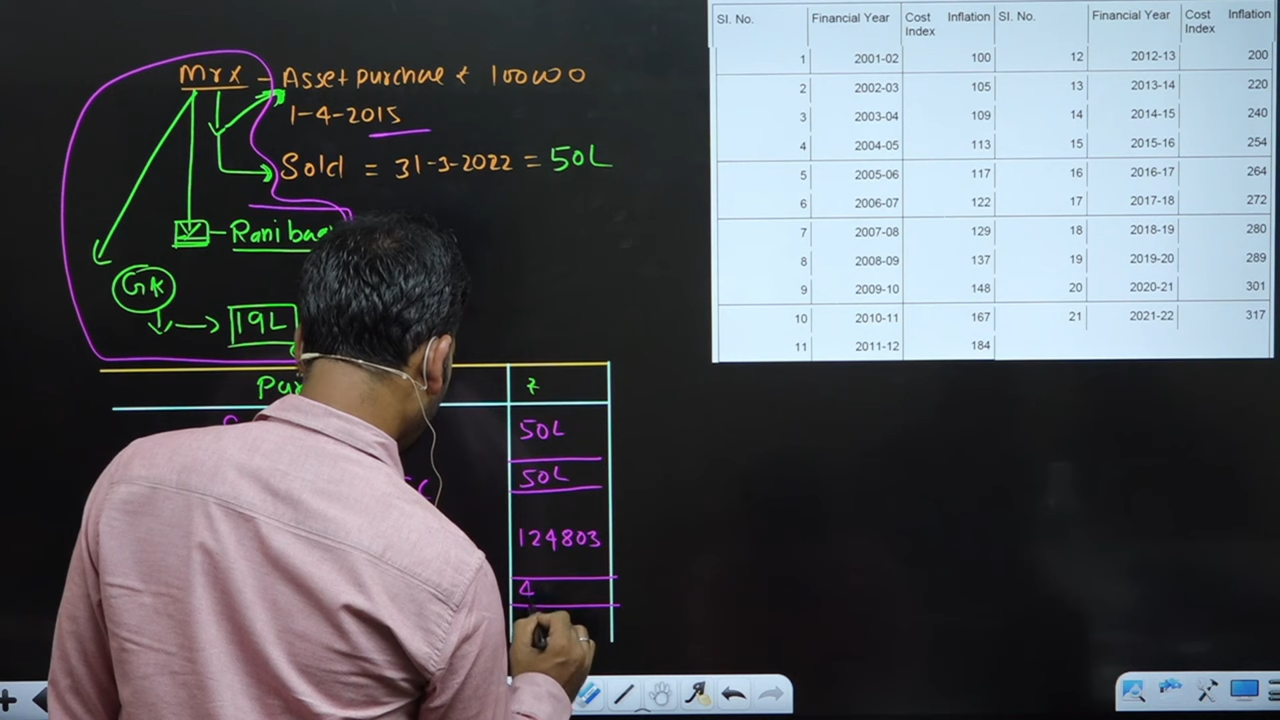 Mr X - Asset purchase ₹ 100000
1-4-2015
Sold = 31-3-2022 = 50L
GK
19L
₹
50L
50L
124803
4
Sl. No. Financial Year Cost Inflation Index Sl. No. Financial Year Cost Inflation Index
1 2001-02 100 12 2012-13 200
2 2002-03 105 13 2013-14 220
3 2003-04 109 14 2014-15 240
4 2004-05 113 15 2015-16 254
5 2005-06 117 16 2016-17 264
6 2006-07 122 17 2017-18 272
7 2007-08 129 18 2018-19 280
8 2008-09 137 19 2019-20 289
9 2009-10 148 20 2020-21 301
10 2010-11 167 21 2021-22 317
11 2011-12 184